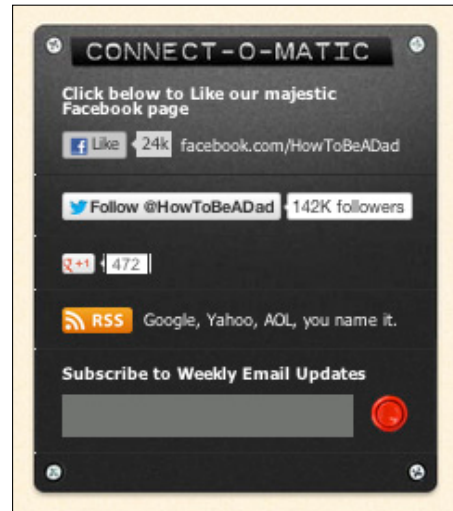 CONNECT-O-MATIC
Click below to Like our majestic
Facebook page
Like 24k facebook.com/HowToBeADad
Follow @HowToBeADad 142K followers
+1 472
RSS Google, Yahoo, AOL, you name it.
Subscribe to Weekly Email Updates